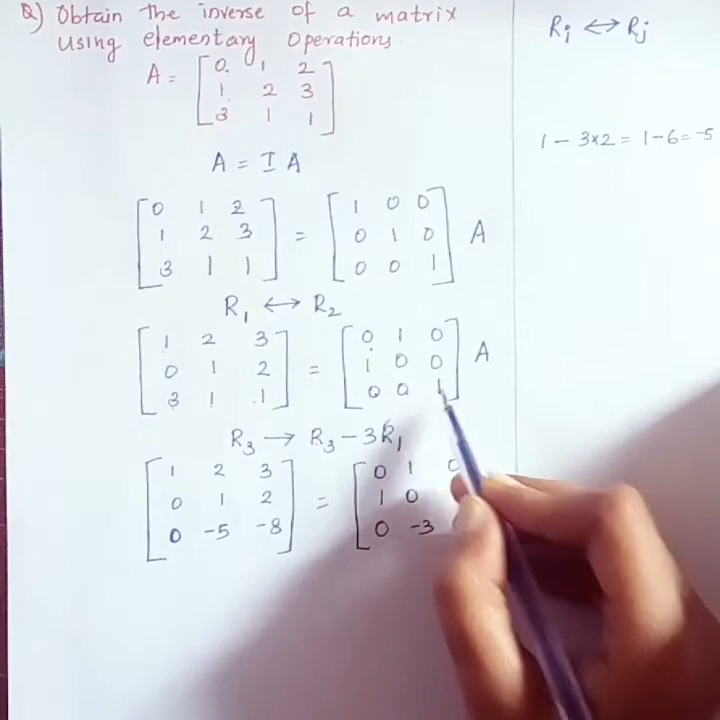 Q) Obtain the inverse of a matrix
using elementary operations.
A = [ 0 1 2
1 2 3
3 1 1 ]
A = I A
[ 0 1 2
1 2 3
3 1 1 ] = [ 1 0 0
0 1 0
0 0 1 ] A
R1 ↔ R2
[ 1 2 3
0 1 2
3 1 1 ] = [ 0 1 0
1 0 0
0 0 1 ] A
R3 → R3 − 3R1
[ 1 2 3
0 1 2
0 -5 -8 ] = [ 0 1 0
1 0
0 -3
Ri ↔ Rj
1 − 3×2 = 1−6 = -5